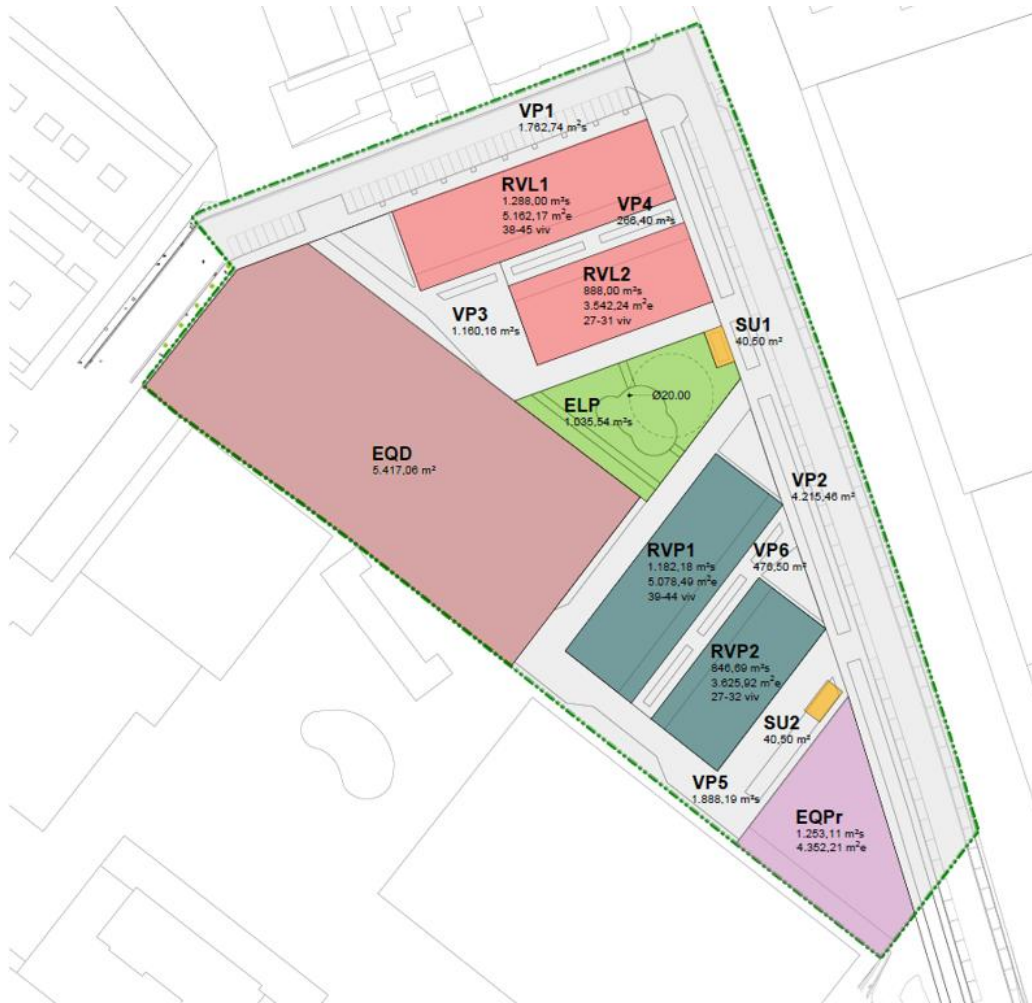 VP1
1.762,74 m²s
RVL1
1.288,00 m²s
5.162,17 m²e
38-45 viv
VP4
266,40 m²s
RVL2
888,00 m²s
3.542,24 m²e
27-31 viv
VP3
1.160,16 m²s
SU1
40,50 m²
ELP
1.035,54 m²s
Ø20.00
EQD
5.417,06 m²
VP2
4.215,46 m²
RVP1
1.182,18 m²s
5.078,49 m²e
39-44 viv
VP6
476,50 m²
RVP2
846,69 m²s
3.625,92 m²e
27-32 viv
SU2
40,50 m²
VP5
1.888,19 m²s
EQPr
1.253,11 m²s
4.352,21 m²e